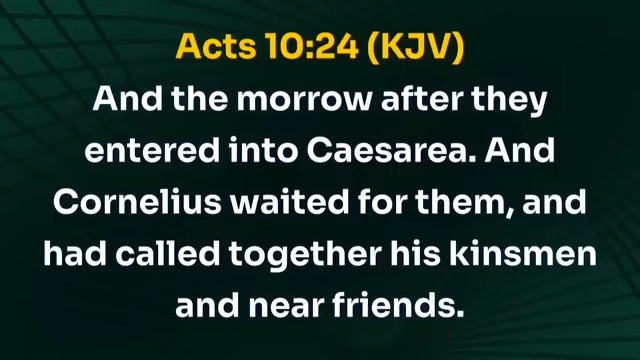 Acts 10:24 (KJV)
And the morrow after they
entered into Caesarea. And
Cornelius waited for them, and
had called together his kinsmen
and near friends.